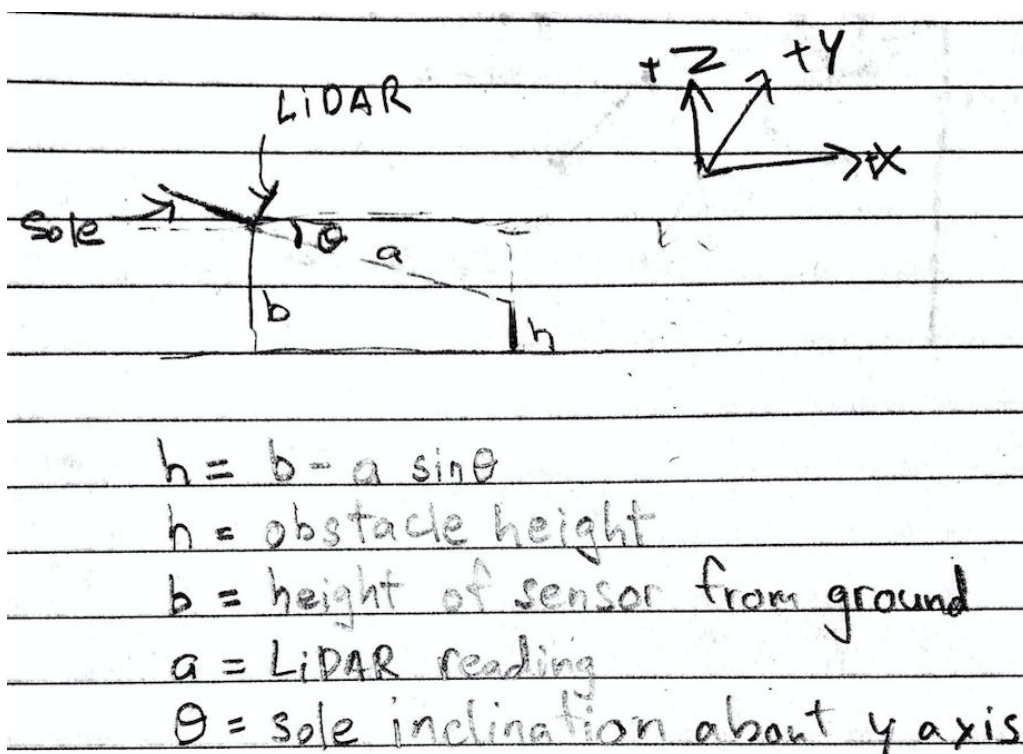 +Z +Y
LiDAR
+X
Sole
θ
a
b
h
h = b - a sinθ
h = obstacle height
b = height of sensor from ground
a = LiDAR reading
θ = sole inclination about y axis